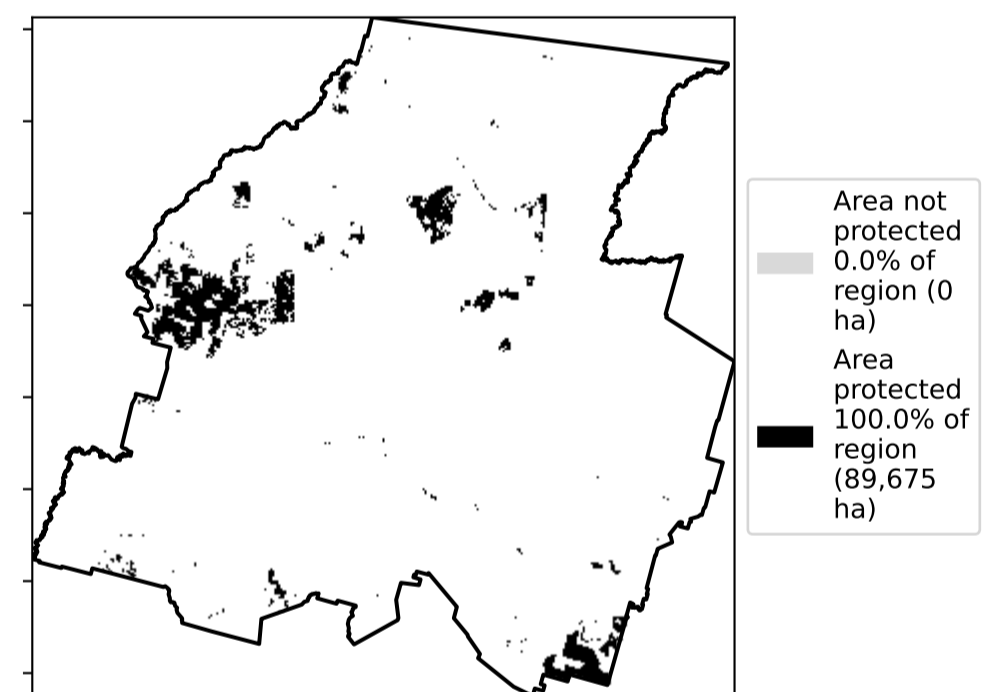 Area not
protected
0.0% of
region (0
ha)
Area
protected
100.0% of
region
(89,675
ha)